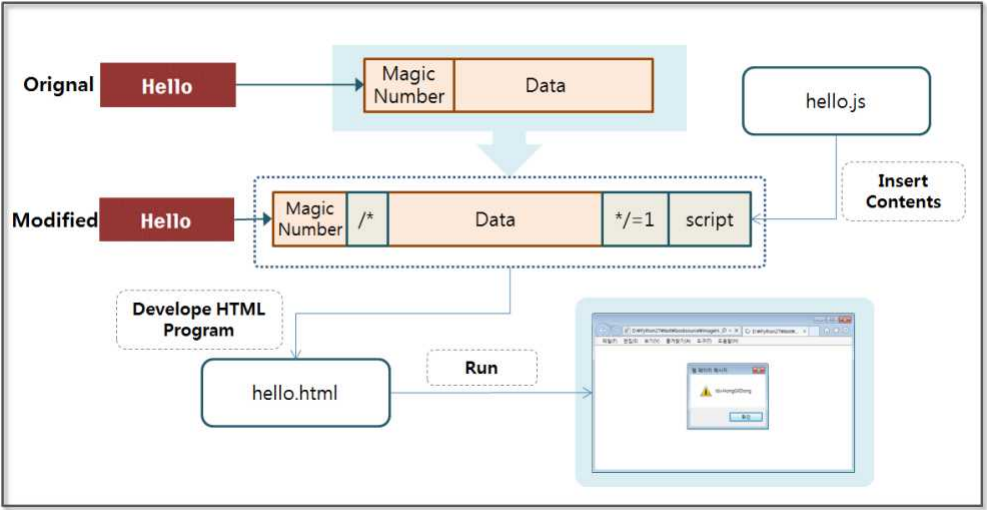 Orignal
Hello
Magic
Number
Data
hello.js
Insert
Contents
Modified
Hello
Magic
Number
/*
Data
*/=1
script
Develope HTML
Program
hello.html
Run